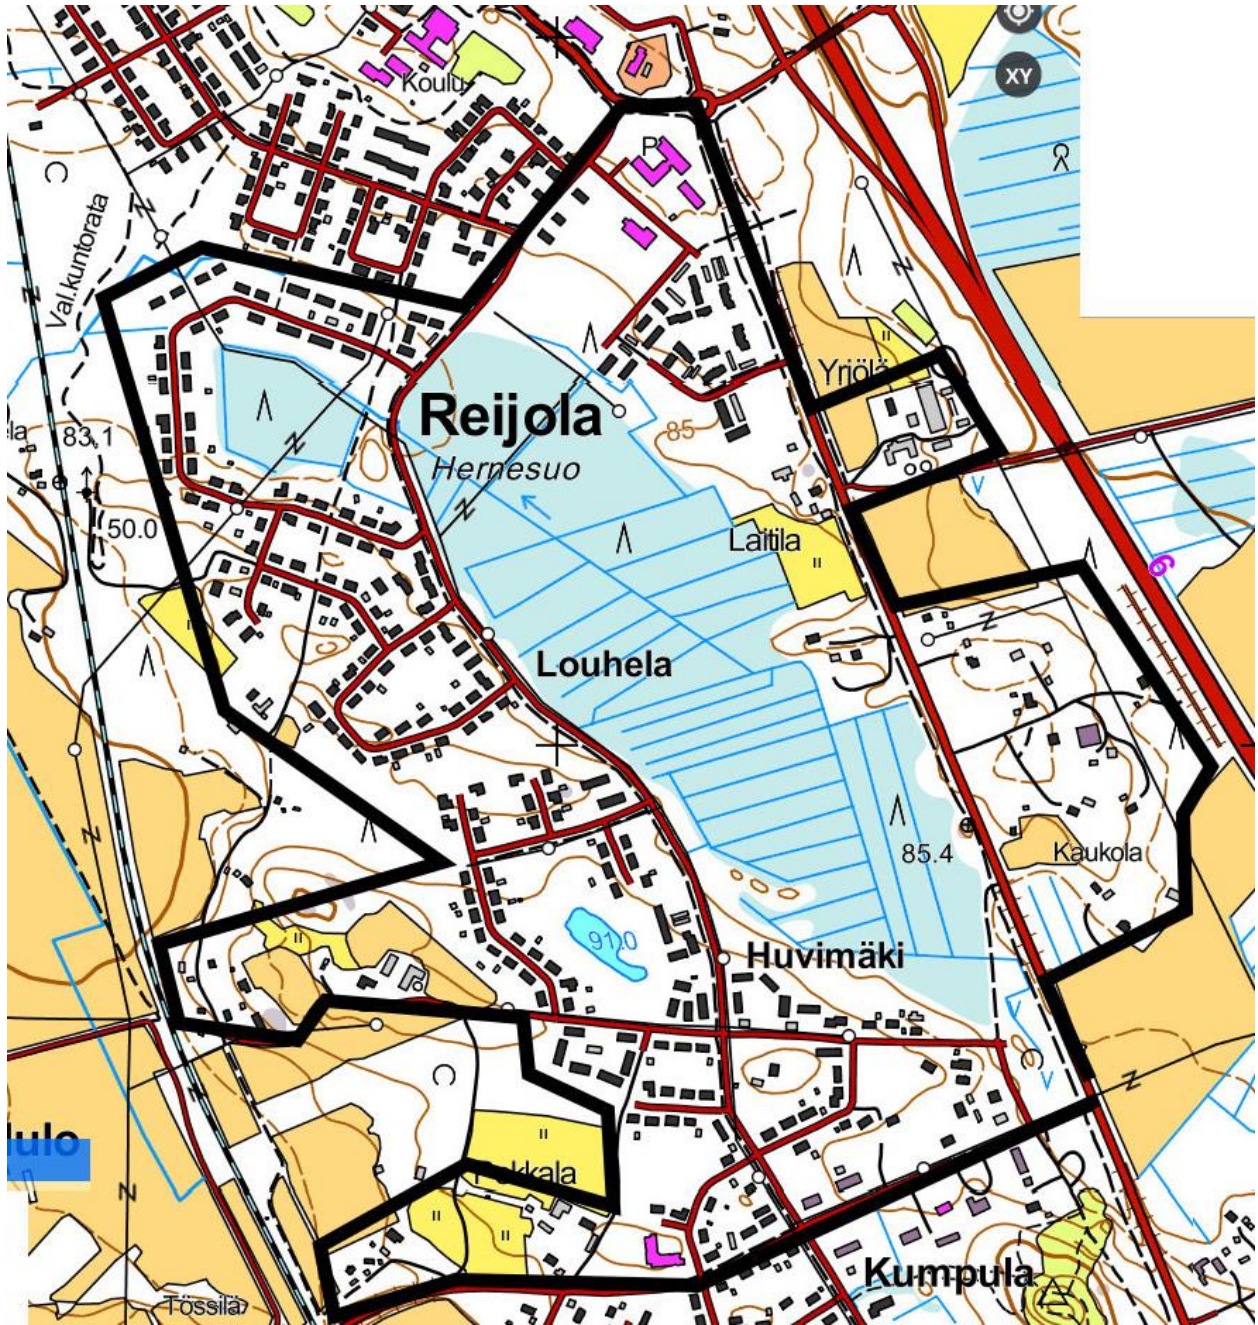 XY
Koulu
P
Val.kuntorata
Yrjölä
Reijola
85
Hernesuo
83.1
50.0
Laitila
6
Louhela
85.4
Kaukola
91.0
Huvimäki
Kumpula
Tössilä